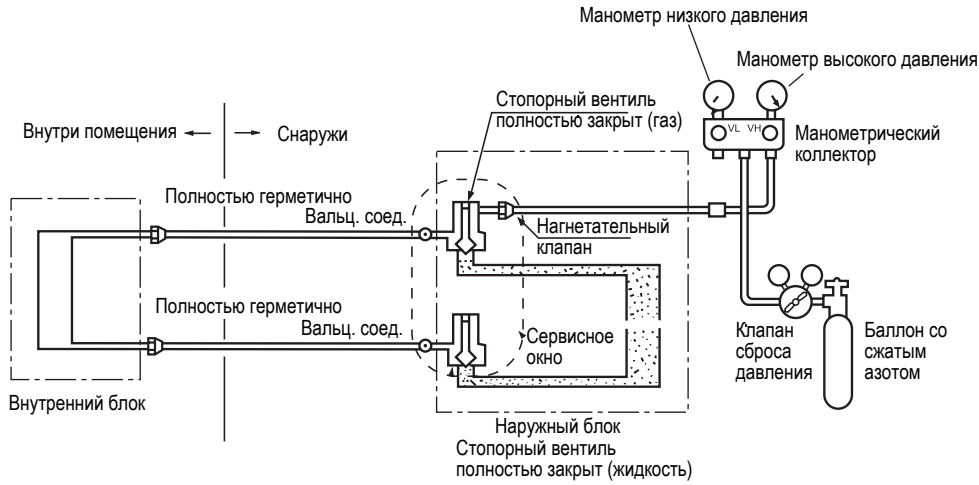 Манометр низкого давления
Манометр высокого давления
Стопорный вентиль
полностью закрыт (газ)
VL VH
Манометрический
коллектор
Внутри помещения
Снаружи
Полностью герметично
Вальц. соед.
Нагнетательный
клапан
Полностью герметично
Вальц. соед.
Сервисное
окно
Клапан
сброса
давления
Баллон со
сжатым
азотом
Внутренний блок
Наружный блок
Стопорный вентиль
полностью закрыт (жидкость)